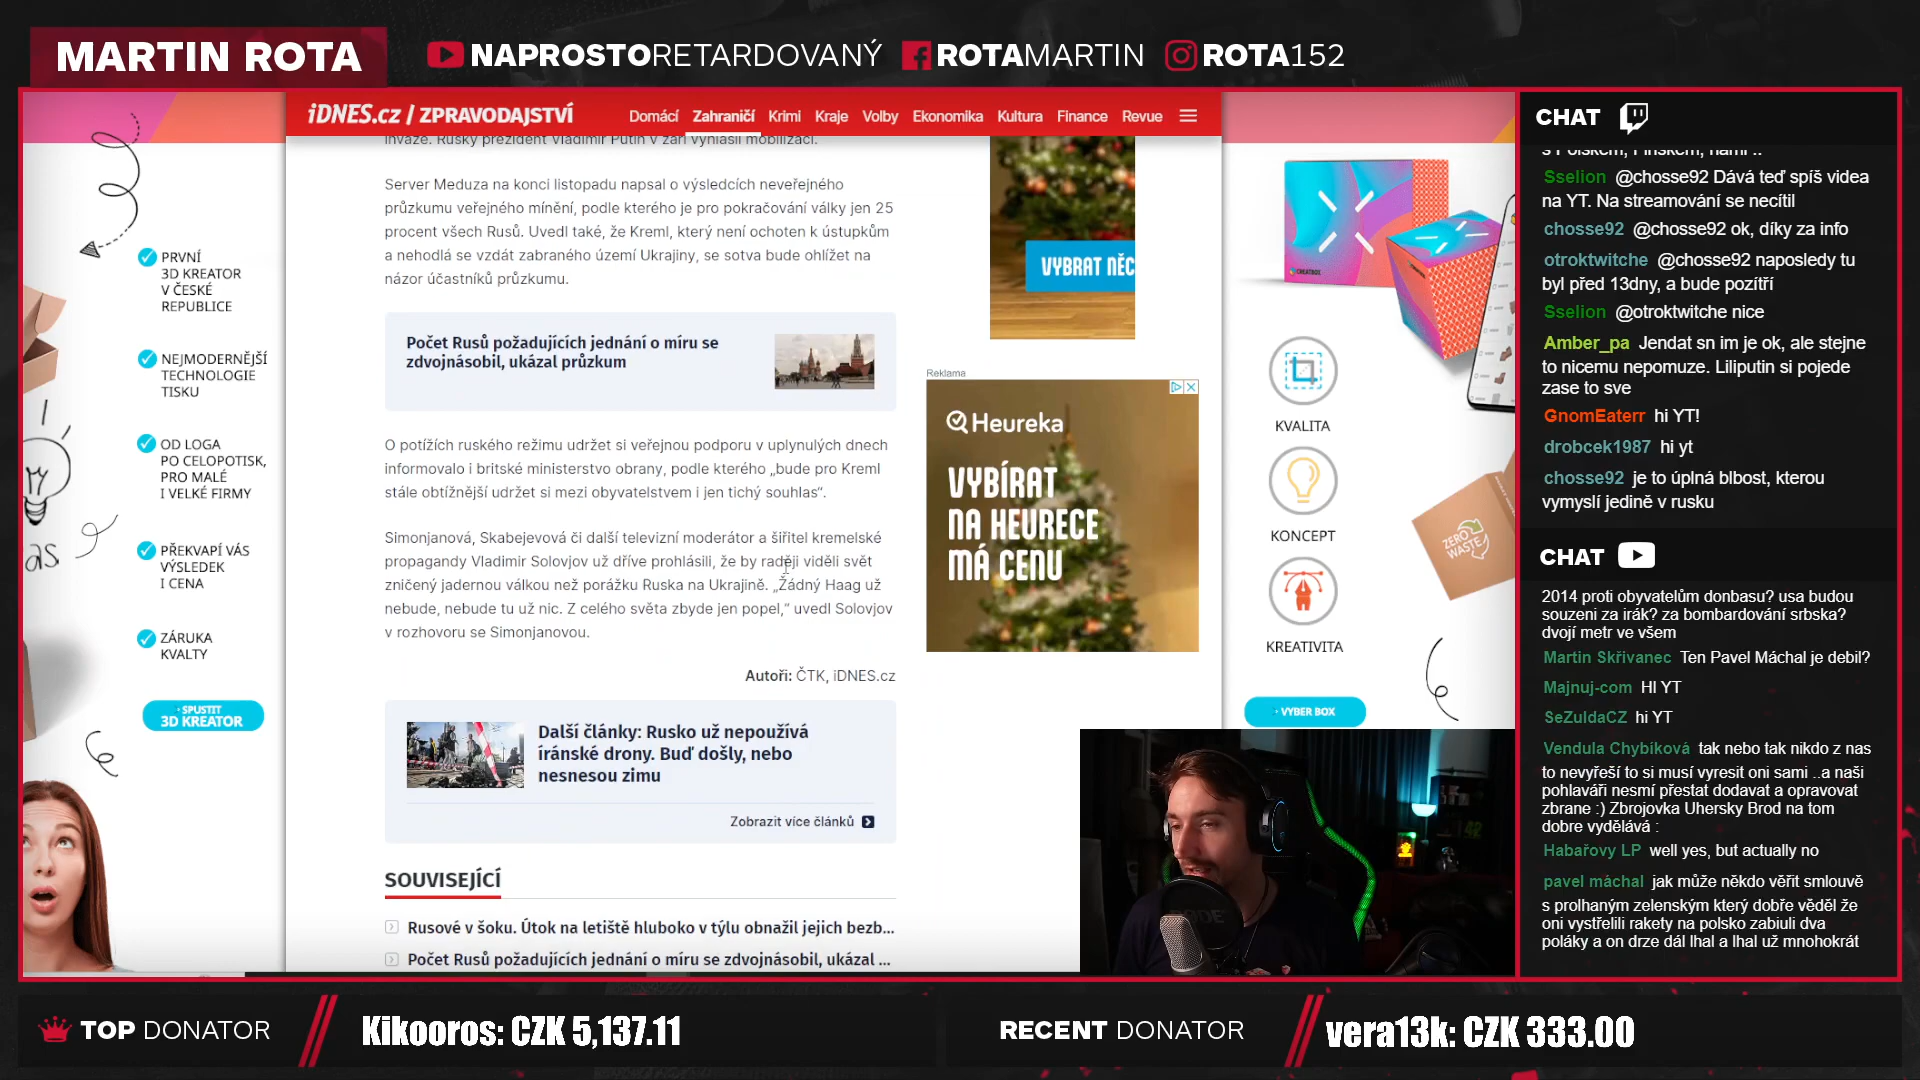 MARTIN ROTA
NAPROSTORETARDOVANÝ
ROTAMARTIN
ROTA152
iDNES.cz / ZPRAVODAJSTVÍ
Domácí Zahraničí Krimi Kraje Volby Ekonomika Kultura Finance Revue
invaze. Ruský prezident Vladimir Putin v září vyhlásil mobilizaci.
Server Meduza na konci listopadu napsal o výsledcích neveřejného
průzkumu veřejného mínění, podle kterého je pro pokračování války jen 25
procent všech Rusů. Uvedl také, že Kreml, který není ochoten k ústupkům
a nehodlá se vzdát zabraného území Ukrajiny, se sotva bude ohlížet na
názor účastníků průzkumu.
Počet Rusů požadujících jednání o míru se
zdvojnásobil, ukázal průzkum
O potížích ruského režimu udržet si veřejnou podporu v uplynulých dnech
informovalo i britské ministerstvo obrany, podle kterého „bude pro Kreml
stále obtížnější udržet si mezi obyvatelstvem i jen tichý souhlas“.
Simonjanová, Skabejevová či další televizní moderátor a šiřitel kremelské
propagandy Vladimir Solovjov už dříve prohlásili, že by raději viděli svět
zničený jadernou válkou než porážku Ruska na Ukrajině. „Žádný Haag už
nebude, nebude tu už nic. Z celého světa zbyde jen popel,“ uvedl Solovjov
v rozhovoru se Simonjanovou.
Autoři: ČTK, iDNES.cz
Další články: Rusko už nepoužívá
íránské drony. Buď došly, nebo
nesnesou zimu
Zobrazit více článků
SOUVISEJÍCÍ
Rusové v šoku. Útok na letiště hluboko v týlu obnažil jejich bezb...
Počet Rusů požadujících jednání o míru se zdvojnásobil, ukázal ...
PRVNÍ
3D KREATOR
V ČESKÉ
REPUBLICE
NEJMODERNĚJŠÍ
TECHNOLOGIE
TISKU
OD LOGA
PO CELOPOTISK,
PRO MALÉ
I VELKÉ FIRMY
PŘEKVAPÍ VÁS
VÝSLEDEK
I CENA
ZÁRUKA
KVALTY
SPUSTIT
3D KREATOR
VYBRAT NĚC
Reklama
Heureka
VYBÍRAT
NA HEURECE
MÁ CENU
CREATBOX
KVALITA
KONCEPT
KREATIVITA
ZERO
WASTE
VYBER BOX
CHAT
s Polskem, Finskem, námi ..
Sselion @chosse92 Dává teď spíš videa
na YT. Na streamování se necítil
chosse92 @chosse92 ok, díky za info
otroktwitche @chosse92 naposledy tu
byl před 13dny, a bude pozítří
Sselion @otroktwitche nice
Amber_pa Jendat sn im je ok, ale stejne
to nicemu nepomuze. Liliputin si pojede
zase to sve
GnomEaterr hi YT!
drobcek1987 hi yt
chosse92 je to úplná blbost, kterou
vymyslí jedině v rusku
CHAT
2014 proti obyvatelům donbasu? usa budou
souzeni za irák? za bombardování srbska?
dvojí metr ve všem
Martin Skřivanec Ten Pavel Máchal je debil?
Majnuj-com HI YT
SeZuldaCZ hi YT
Vendula Chybíková tak nebo tak nikdo z nas
to nevyřeší to si musí vyresit oni sami ..a naši
pohlaváři nesmí přestat dodavat a opravovat
zbrane :) Zbrojovka Uhersky Brod na tom
dobre vydělává :
Habařovy LP well yes, but actually no
pavel máchal jak může někdo věřit smlouvě
s prolhaným zelenským který dobře věděl že
oni vystřelili rakety na polsko zabiuli dva
poláky a on drze dál lhal a lhal už mnohokrát
TOP DONATOR
Kikooros: CZK 5,137.11
RECENT DONATOR
vera13k: CZK 333.00